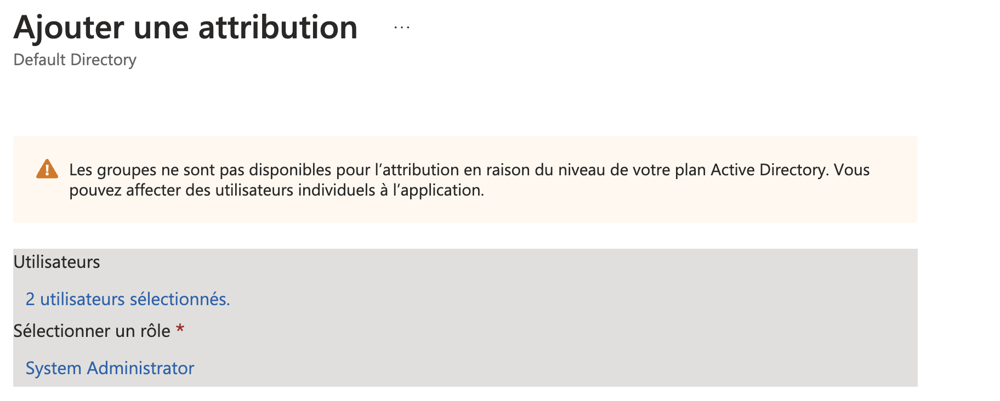 Ajouter une attribution ...
Default Directory
Les groupes ne sont pas disponibles pour l’attribution en raison du niveau de votre plan Active Directory. Vous
pouvez affecter des utilisateurs individuels à l’application.
Utilisateurs
2 utilisateurs sélectionnés.
Sélectionner un rôle *
System Administrator